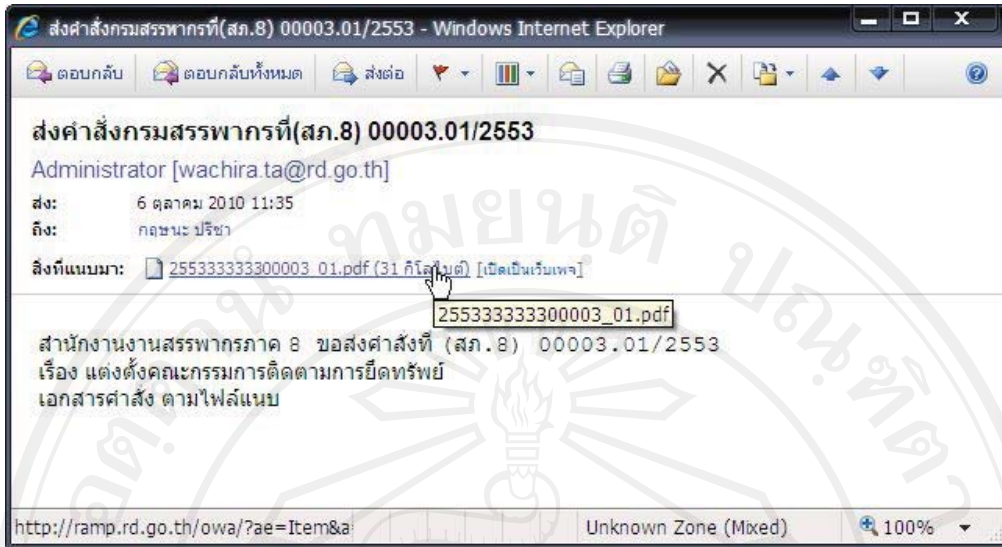 ส่งคำสั่งกรมสรรพากรที่(สภ.8) 00003.01/2553 - Windows Internet Explorer
ตอบกลับ ตอบกลับทั้งหมด ส่งต่อ
ส่งคำสั่งกรมสรรพากรที่(สภ.8) 00003.01/2553
Administrator [wachira.ta@rd.go.th]
ส่ง: 6 ตุลาคม 2010 11:35
ถึง: กฤษนะ ปรีชา
สิ่งที่แนบมา: 255333333300003_01.pdf (31 กิโลไบต์) [เปิดเป็นเว็บเพจ]
255333333300003_01.pdf
สำนักงานงานสรรพากรภาค 8 ขอส่งคำสั่งที่ (สภ.8) 00003.01/2553
เรื่อง แต่งตั้งคณะกรรมการติดตามการยึดทรัพย์
เอกสารคำสั่ง ตามไฟล์แนบ
http://ramp.rd.go.th/owa/?ae=Item&a Unknown Zone (Mixed) 100%